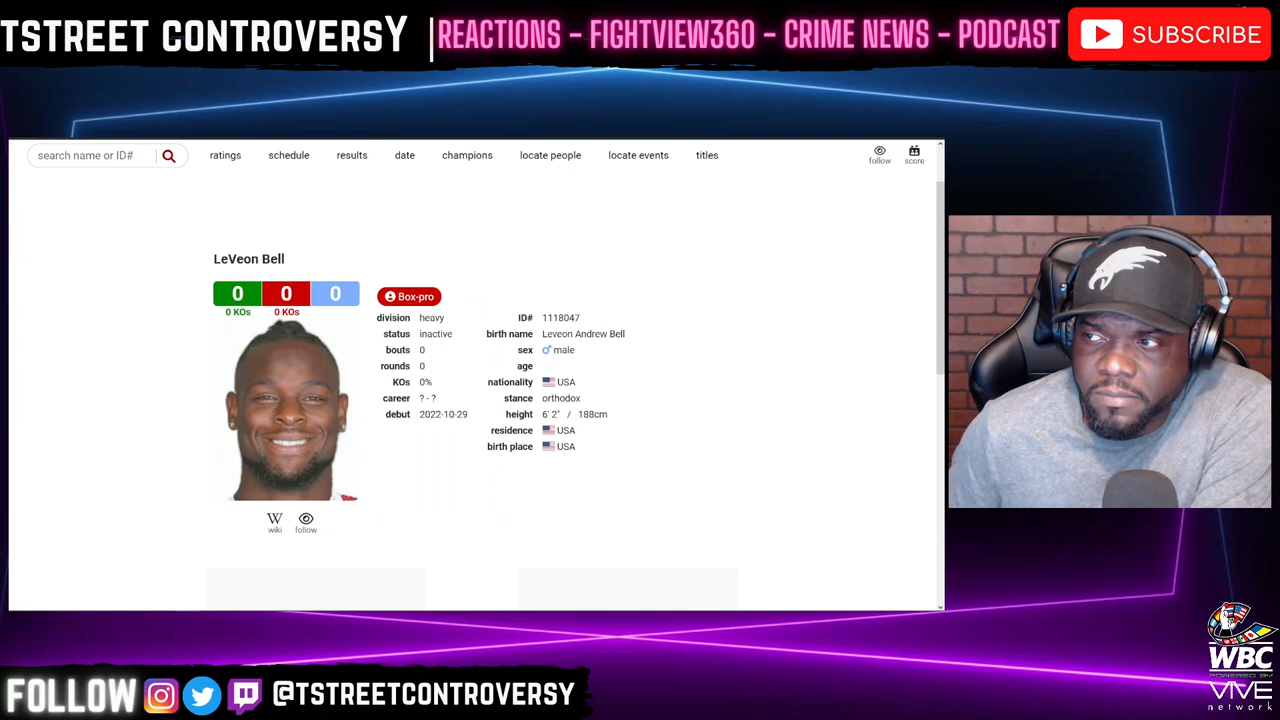 TSTREET CONTROVERSY
REACTIONS - FIGHTVIEW360 - CRIME NEWS - PODCAST
SUBSCRIBE
search name or ID#
ratings schedule results date champions locate people locate events titles
follow score
LeVeon Bell
0 0 0
0 KOs 0 KOs
Box-pro
division heavy
status inactive
bouts 0
rounds 0
KOs 0%
career ? - ?
debut 2022-10-29
ID# 1118047
birth name Leveon Andrew Bell
sex male
age
nationality USA
stance orthodox
height 6' 2" / 188cm
residence USA
birth place USA
W
wiki follow
FOLLOW @TSTREETCONTROVERSY
WBC
POWERED BY
VIVE
network